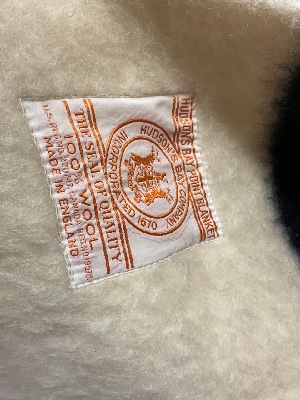 HUDSON'S BAY POINT BLANKET
HUDSON'S BAY COMPANY
INCORPORATED 1670
THE SEAL OF QUALITY
100% WOOL
MADE IN ENGLAND